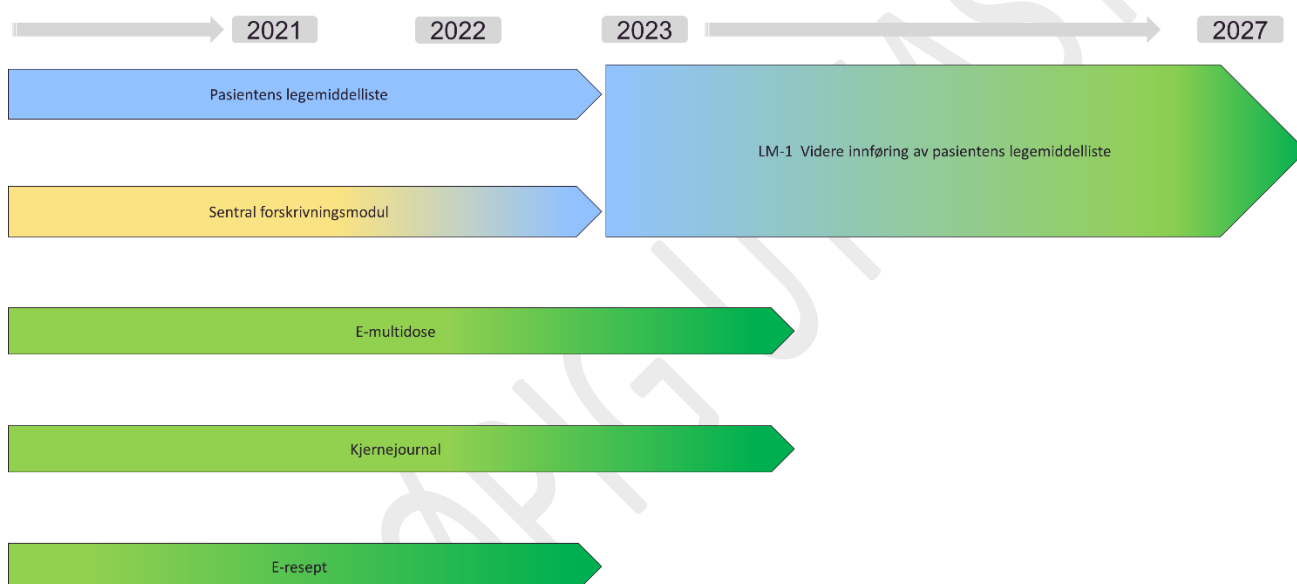 2021 2022 2023 2027
Pasientens legemiddelliste
LM-1 Videre innføring av pasientens legemiddelliste
Sentral forskrivningsmodul
E-multidose
Kjernejournal
E-resept